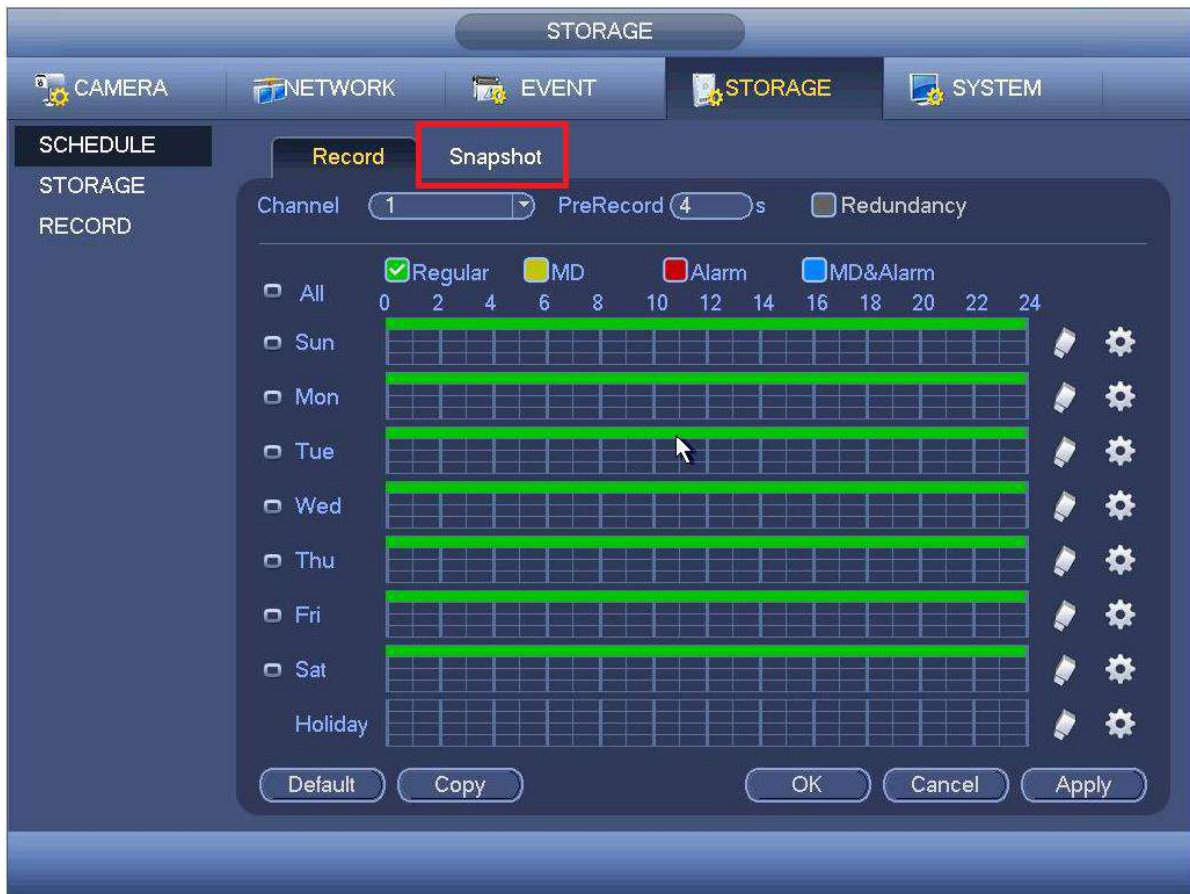 STORAGE
CAMERA NETWORK EVENT STORAGE SYSTEM
SCHEDULE
STORAGE
RECORD
Record Snapshot
Channel 1 PreRecord 4 s Redundancy
Regular MD Alarm MD&Alarm
All 0 2 4 6 8 10 12 14 16 18 20 22 24
Sun
Mon
Tue
Wed
Thu
Fri
Sat
Holiday
Default Copy OK Cancel Apply